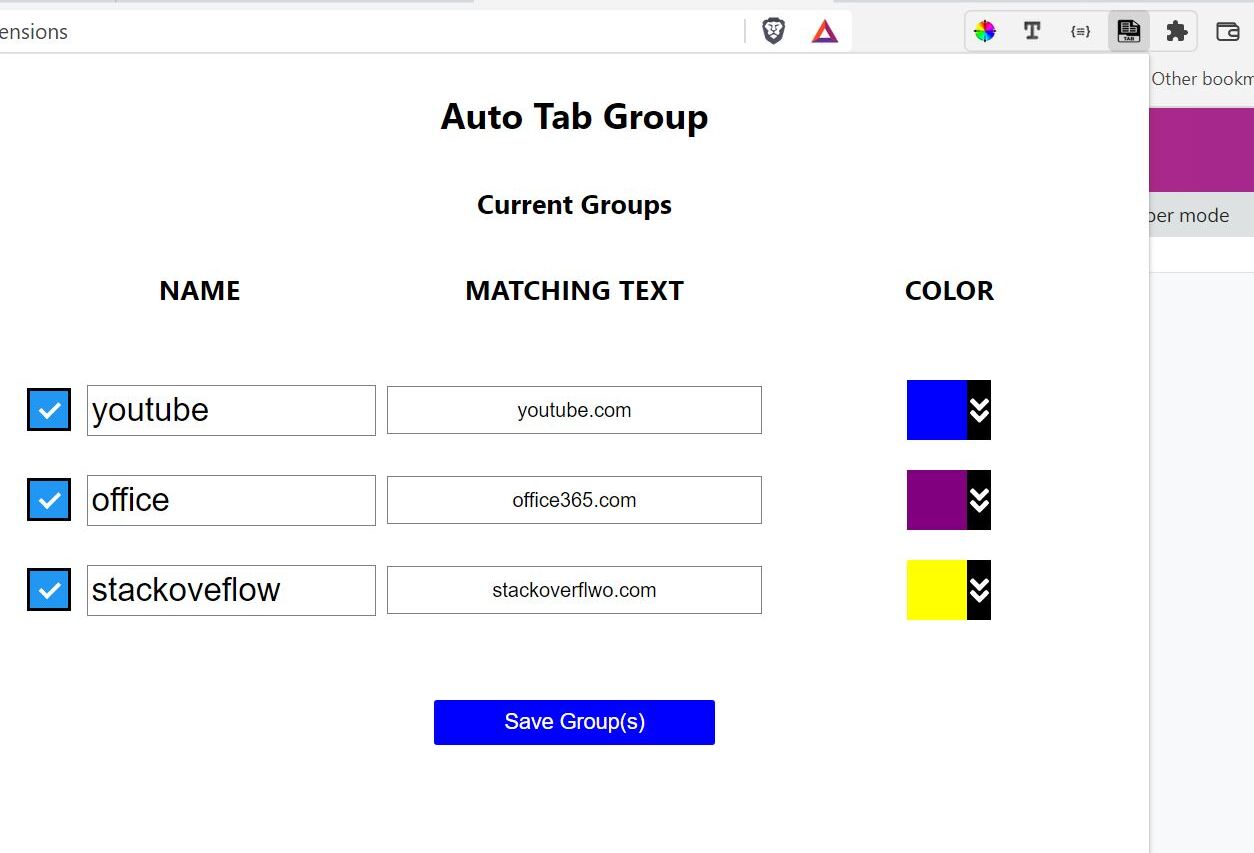 ensions
Other bookm
Auto Tab Group
Current Groups
per mode
NAME MATCHING TEXT COLOR
youtube youtube.com
office office365.com
stackoveflow stackoverflwo.com
Save Group(s)